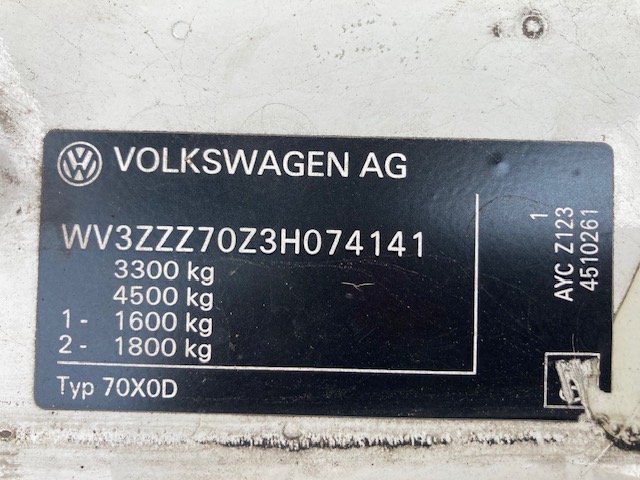 VOLKSWAGEN AG
WV3ZZZ70Z3H074141
3300 kg
4500 kg
1 - 1600 kg
2 - 1800 kg
Typ 70X0D
1
AYC Z123
4510261